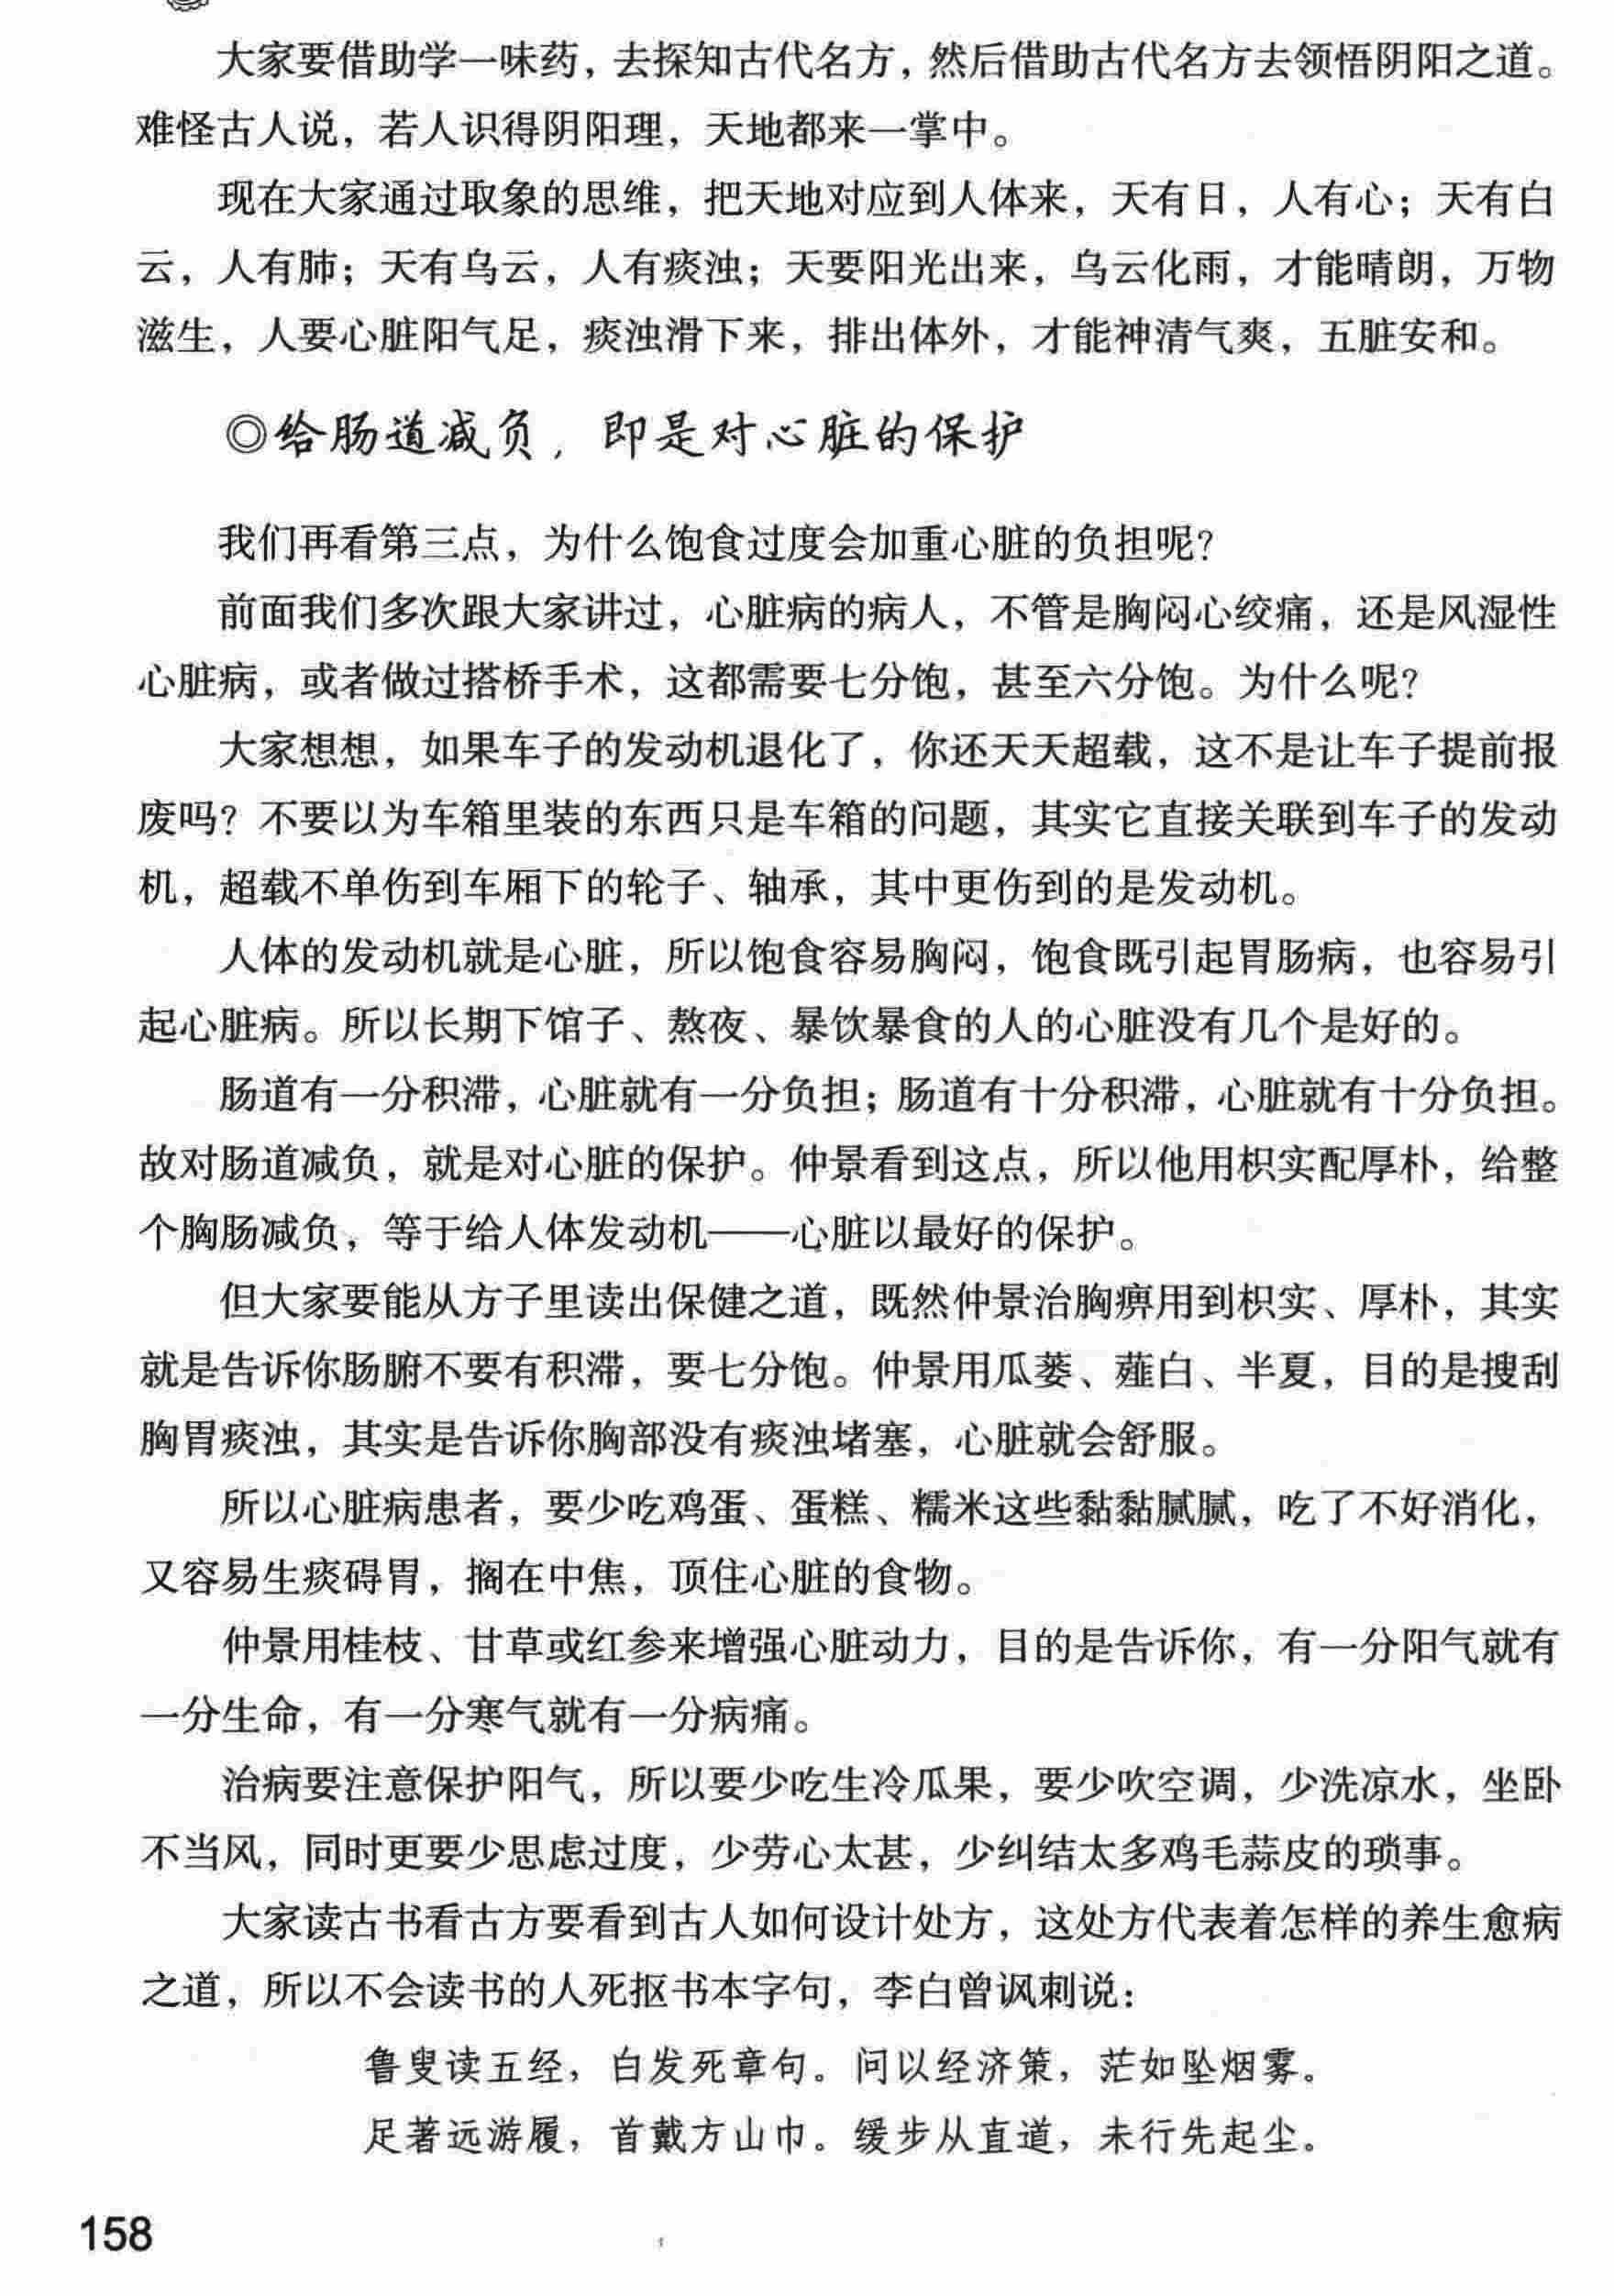 大家要借助学一味药，去探知古代名方，然后借助古代名方去领悟阴阳之道。
难怪古人说，若人识得阴阳理，天地都来一掌中。
现在大家通过取象的思维，把天地对应到人体来，天有日，人有心；天有白
云，人有肺；天有乌云，人有痰浊；天要阳光出来，乌云化雨，才能晴朗，万物
滋生，人要心脏阳气足，痰浊滑下来，排出体外，才能神清气爽，五脏安和。
◎给肠道减负，即是对心脏的保护
我们再看第三点，为什么饱食过度会加重心脏的负担呢？
前面我们多次跟大家讲过，心脏病的病人，不管是胸闷心绞痛，还是风湿性
心脏病，或者做过搭桥手术，这都需要七分饱，甚至六分饱。为什么呢？
大家想想，如果车子的发动机退化了，你还天天超载，这不是让车子提前报
废吗？不要以为车箱里装的东西只是车箱的问题，其实它直接关联到车子的发动
机，超载不单伤到车厢下的轮子、轴承，其中更伤到的是发动机。
人体的发动机就是心脏，所以饱食容易胸闷，饱食既引起胃肠病，也容易引
起心脏病。所以长期下馆子、熬夜、暴饮暴食的人的心脏没有几个是好的。
肠道有一分积滞，心脏就有一分负担；肠道有十分积滞，心脏就有十分负担。
故对肠道减负，就是对心脏的保护。仲景看到这点，所以他用枳实配厚朴，给整
个胸肠减负，等于给人体发动机——心脏以最好的保护。
但大家要能从方子里读出保健之道，既然仲景治胸痹用到枳实、厚朴，其实
就是告诉你肠腑不要有积滞，要七分饱。仲景用瓜蒌、薤白、半夏，目的是搜刮
胸胃痰浊，其实是告诉你胸部没有痰浊堵塞，心脏就会舒服。
所以心脏病患者，要少吃鸡蛋、蛋糕、糯米这些黏黏腻腻，吃了不好消化，
又容易生痰碍胃，搁在中焦，顶住心脏的食物。
仲景用桂枝、甘草或红参来增强心脏动力，目的是告诉你，有一分阳气就有
一分生命，有一分寒气就有一分病痛。
治病要注意保护阳气，所以要少吃生冷瓜果，要少吹空调，少洗凉水，坐卧
不当风，同时更要少思虑过度，少劳心太甚，少纠结太多鸡毛蒜皮的琐事。
大家读古书看古方要看到古人如何设计处方，这处方代表着怎样的养生愈病
之道，所以不会读书的人死抠书本字句，李白曾讽刺说：
鲁叟读五经，白发死章句。问以经济策，茫如坠烟雾。
足著远游履，首戴方山巾。缓步从直道，未行先起尘。
158